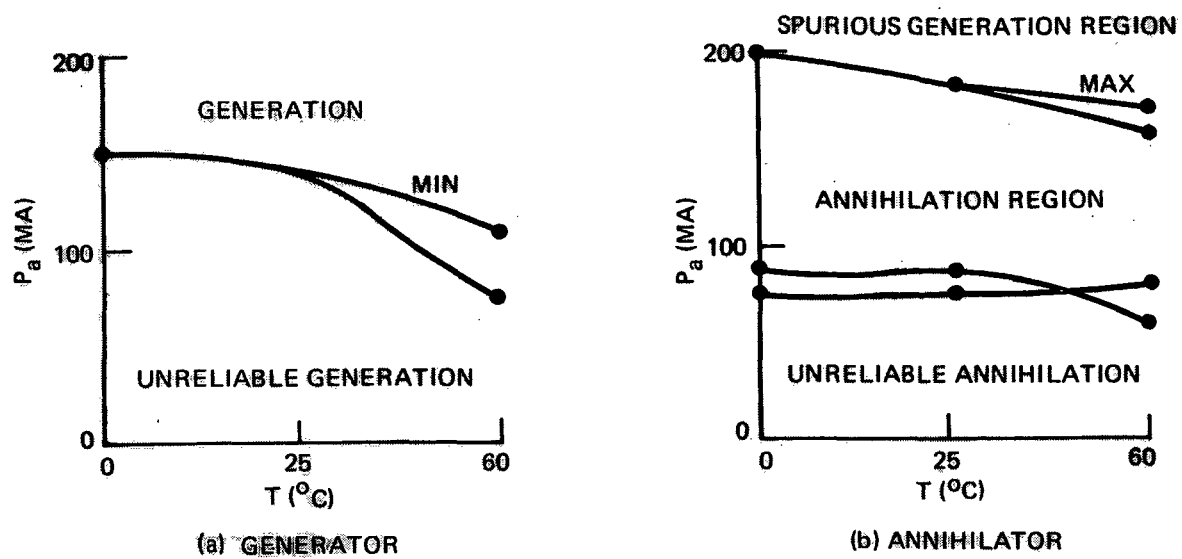 200
GENERATION
MIN
100
P_a (MA)
UNRELIABLE GENERATION
0
0
25
60
T (°C)
(a) GENERATOR
SPURIOUS GENERATION REGION
200
MAX
ANNIHILATION REGION
100
P_a (MA)
UNRELIABLE ANNIHILATION
0
0
25
60
T (°C)
(b) ANNIHILATOR